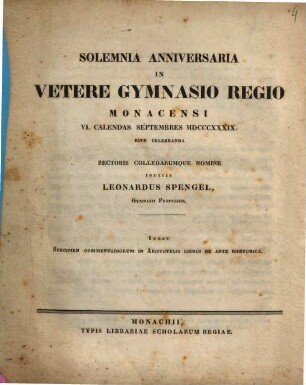 4
SOLEMNIA ANNIVERSARIA
IN
VETERE GYMNASIO REGIO
MONACENSI
VI. CALENDAS SEPTEMBRES MDCCCXXXIX.
RITE CELEBRANDA
RECTORIS COLLEGARUMQUE NOMINE
INDICIT
LEONARDUS SPENGEL,
GYMNASII PROFESSOR.
INEST
SPECIMEN COMMENTARIORUM IN ARISTOTELIS LIBROS DE ARTE RHETORICA.
MONACHII,
TYPIS LIBRARIAE SCHOLARUM REGIAE.